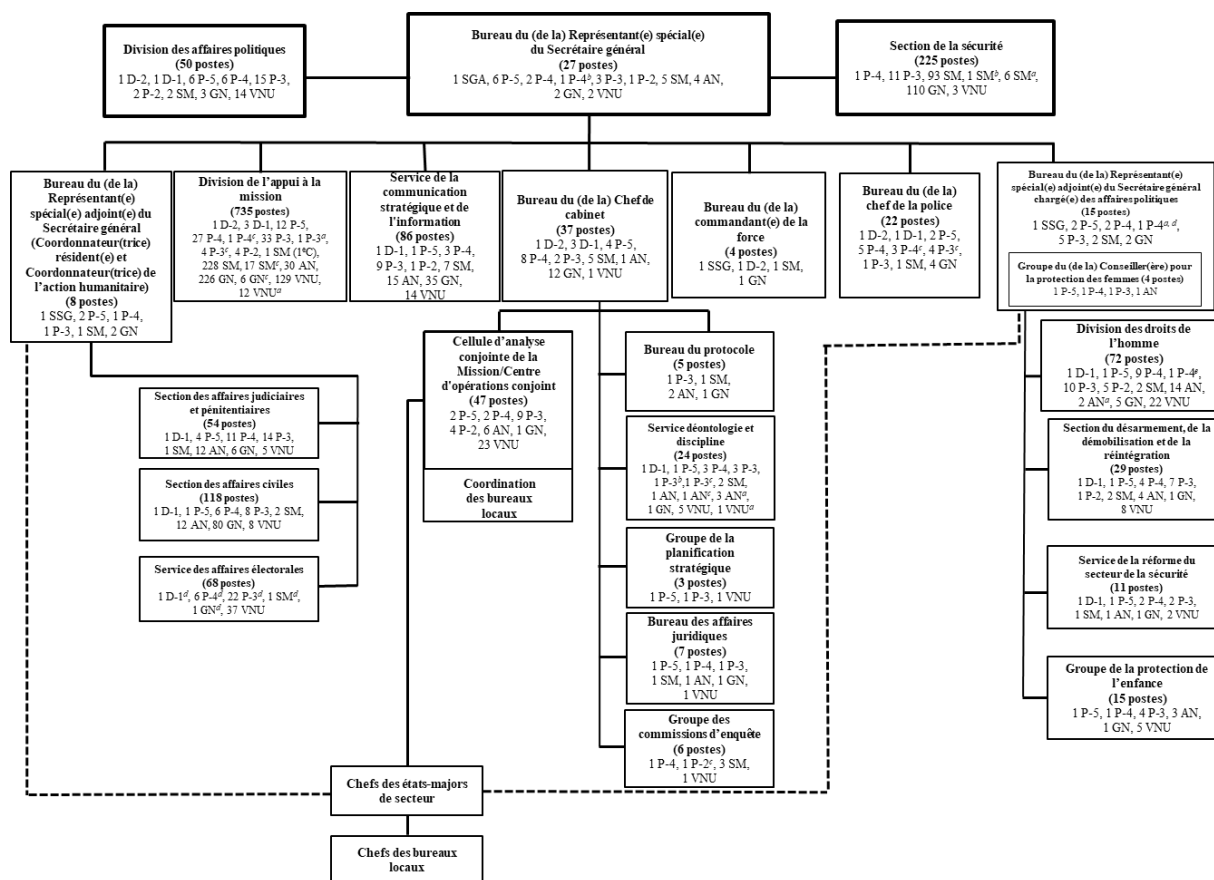 Division des affaires politiques
(50 postes)
1 D-2, 1 D-1, 6 P-5, 6 P-4, 15 P-3,
2 P-2, 2 SM, 3 GN, 14 VNU
Bureau du (de la) Représentant(e) spécial(e)
du Secrétaire général
(27 postes)
1 SGA, 6 P-5, 2 P-4, 1 P-4ᵇ, 3 P-3, 1 P-2, 5 SM, 4 AN,
2 GN, 2 VNU
Section de la sécurité
(225 postes)
1 P-4, 11 P-3, 93 SM, 1 SMᵇ, 6 SMᵃ,
110 GN, 3 VNU
Bureau du (de la)
Représentant(e)
spécial(e) adjoint(e) du
Secrétaire général
(Coordonnateur(trice)
résident(e) et
Coordonnateur(trice) de
l'action humanitaire)
(8 postes)
1 SSG, 2 P-5, 1 P-4,
1 P-3, 1 SM, 2 GN
Division de l'appui à la
mission
(735 postes)
1 D-2, 3 D-1, 12 P-5,
27 P-4, 1 P-4ᶜ, 33 P-3, 1 P-3ᵃ,
4 P-3ᶜ, 4 P-2, 1 SM (1ᵉC)
228 SM, 17 SMᶜ, 30 AN,
226 GN, 6 GNᶜ, 129 VNU,
12 VNUᵃ
Service de la
communication
stratégique et de
l'information
(86 postes)
1 D-1, 1 P-5, 3 P-4,
9 P-3, 1 P-2, 7 SM,
15 AN, 35 GN,
14 VNU
Bureau du (de la) Chef de
cabinet
(37 postes)
1 D-2, 3 D-1, 4 P-5,
8 P-4, 2 P-3, 5 SM, 1 AN,
12 GN, 1 VNU
Bureau du (de la)
commandant(e) de la
force
(4 postes)
1 SSG, 1 D-2, 1 SM,
1 GN
Bureau du (de la)
chef de la police
(22 postes)
1 D-2, 1 D-1, 2 P-5,
5 P-4, 3 P-4ᶜ, 4 P-3ᶜ,
1 P-3, 1 SM, 4 GN
Bureau du (de la) Représentant(e)
spécial(e) adjoint(e) du Secrétaire général
chargé(e) des affaires politiques
(15 postes)
1 SSG, 2 P-5, 2 P-4, 1 P-4ᵃ· ᵈ,
5 P-3, 2 SM, 2 GN
Groupe du (de la) Conseiller(ère) pour
la protection des femmes (4 postes)
1 P-5, 1 P-4, 1 P-3, 1 AN
Section des affaires judiciaires
et pénitentiaires
(54 postes)
1 D-1, 4 P-5, 11 P-4, 14 P-3,
1 SM, 12 AN, 6 GN, 5 VNU
Section des affaires civiles
(118 postes)
1 D-1, 1 P-5, 6 P-4, 8 P-3, 2 SM,
12 AN, 80 GN, 8 VNU
Service des affaires électorales
(68 postes)
1 D-1ᵈ, 6 P-4ᵈ, 22 P-3ᵈ, 1 SMᵈ,
1 GNᵈ, 37 VNU
Cellule d'analyse
conjointe de la
Mission/Centre
d'opérations conjoint
(47 postes)
2 P-5, 2 P-4, 9 P-3,
4 P-2, 6 AN, 1 GN,
23 VNU
Coordination
des bureaux
locaux
Bureau du protocole
(5 postes)
1 P-3, 1 SM,
2 AN, 1 GN
Service déontologie et
discipline
(24 postes)
1 D-1, 1 P-5, 3 P-4, 3 P-3,
1 P-3ᵇ, 1 P-3ᶜ, 2 SM,
1 AN, 1 ANᶜ, 3 ANᵃ,
1 GN, 5 VNU, 1 VNUᵃ
Groupe de la
planification
stratégique
(3 postes)
1 P-5, 1 P-3, 1 VNU
Bureau des affaires
juridiques
(7 postes)
1 P-5, 1 P-4, 1 P-3,
1 SM, 1 AN, 1 GN,
1 VNU
Groupe des
commissions d'enquête
(6 postes)
1 P-4, 1 P-2ᶜ, 3 SM,
1 VNU
Division des droits de
l'homme
(72 postes)
1 D-1, 1 P-5, 9 P-4, 1 P-4ᵉ,
10 P-3, 5 P-2, 2 SM, 14 AN,
2 ANᵃ, 5 GN, 22 VNU
Section du désarmement, de la
démobilisation et de la
réintégration
(29 postes)
1 D-1, 1 P-5, 4 P-4, 7 P-3,
1 P-2, 2 SM, 4 AN, 1 GN,
8 VNU
Service de la réforme du
secteur de la sécurité
(11 postes)
1 D-1, 1 P-5, 2 P-4, 2 P-3,
1 SM, 1 AN, 1 GN, 2 VNU
Groupe de la protection de
l'enfance
(15 postes)
1 P-5, 1 P-4, 4 P-3, 3 AN,
1 GN, 5 VNU
Chefs des états-majors
de secteur
Chefs des bureaux
locaux